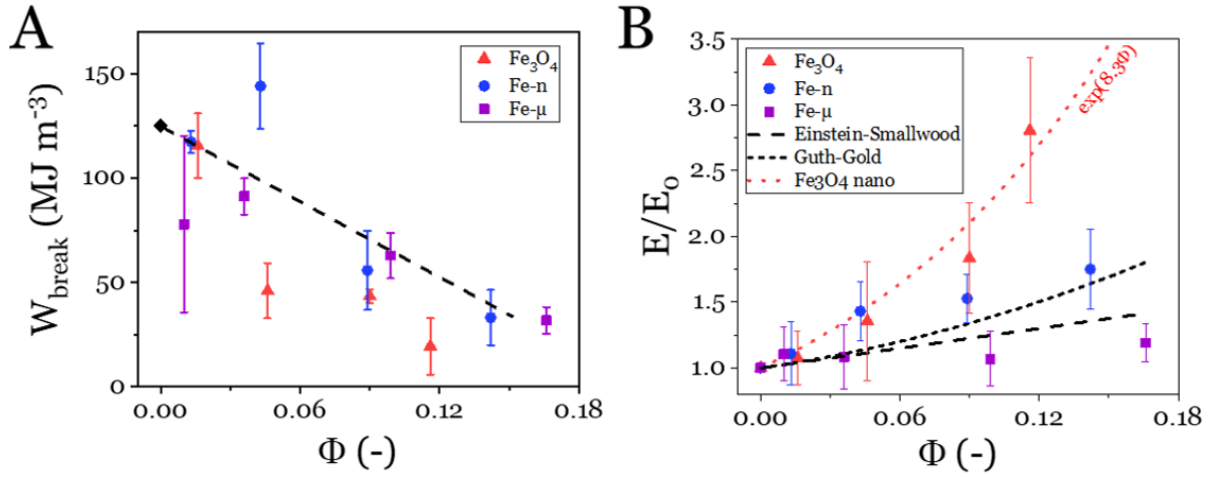 A
W_break (MJ m⁻³)
150
100
50
0
0.00
0.06
0.12
0.18
Φ (-)
Fe₃O₄
Fe-n
Fe-μ
B
E/E₀
3.5
3.0
2.5
2.0
1.5
1.0
0.00
0.06
0.12
0.18
Φ (-)
Fe₃O₄
Fe-n
Fe-μ
Einstein-Smallwood
Guth-Gold
Fe3O4 nano
exp(8.3Φ)